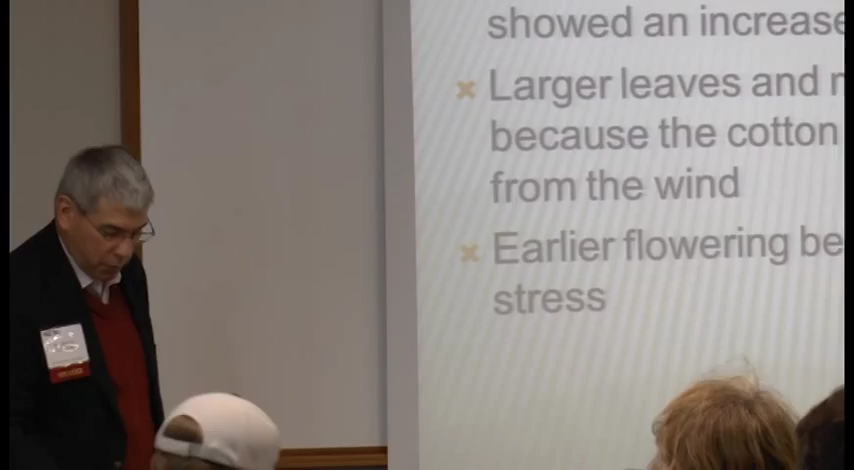 showed an increase
Larger leaves and
because the cotton
from the wind
Earlier flowering be
stress